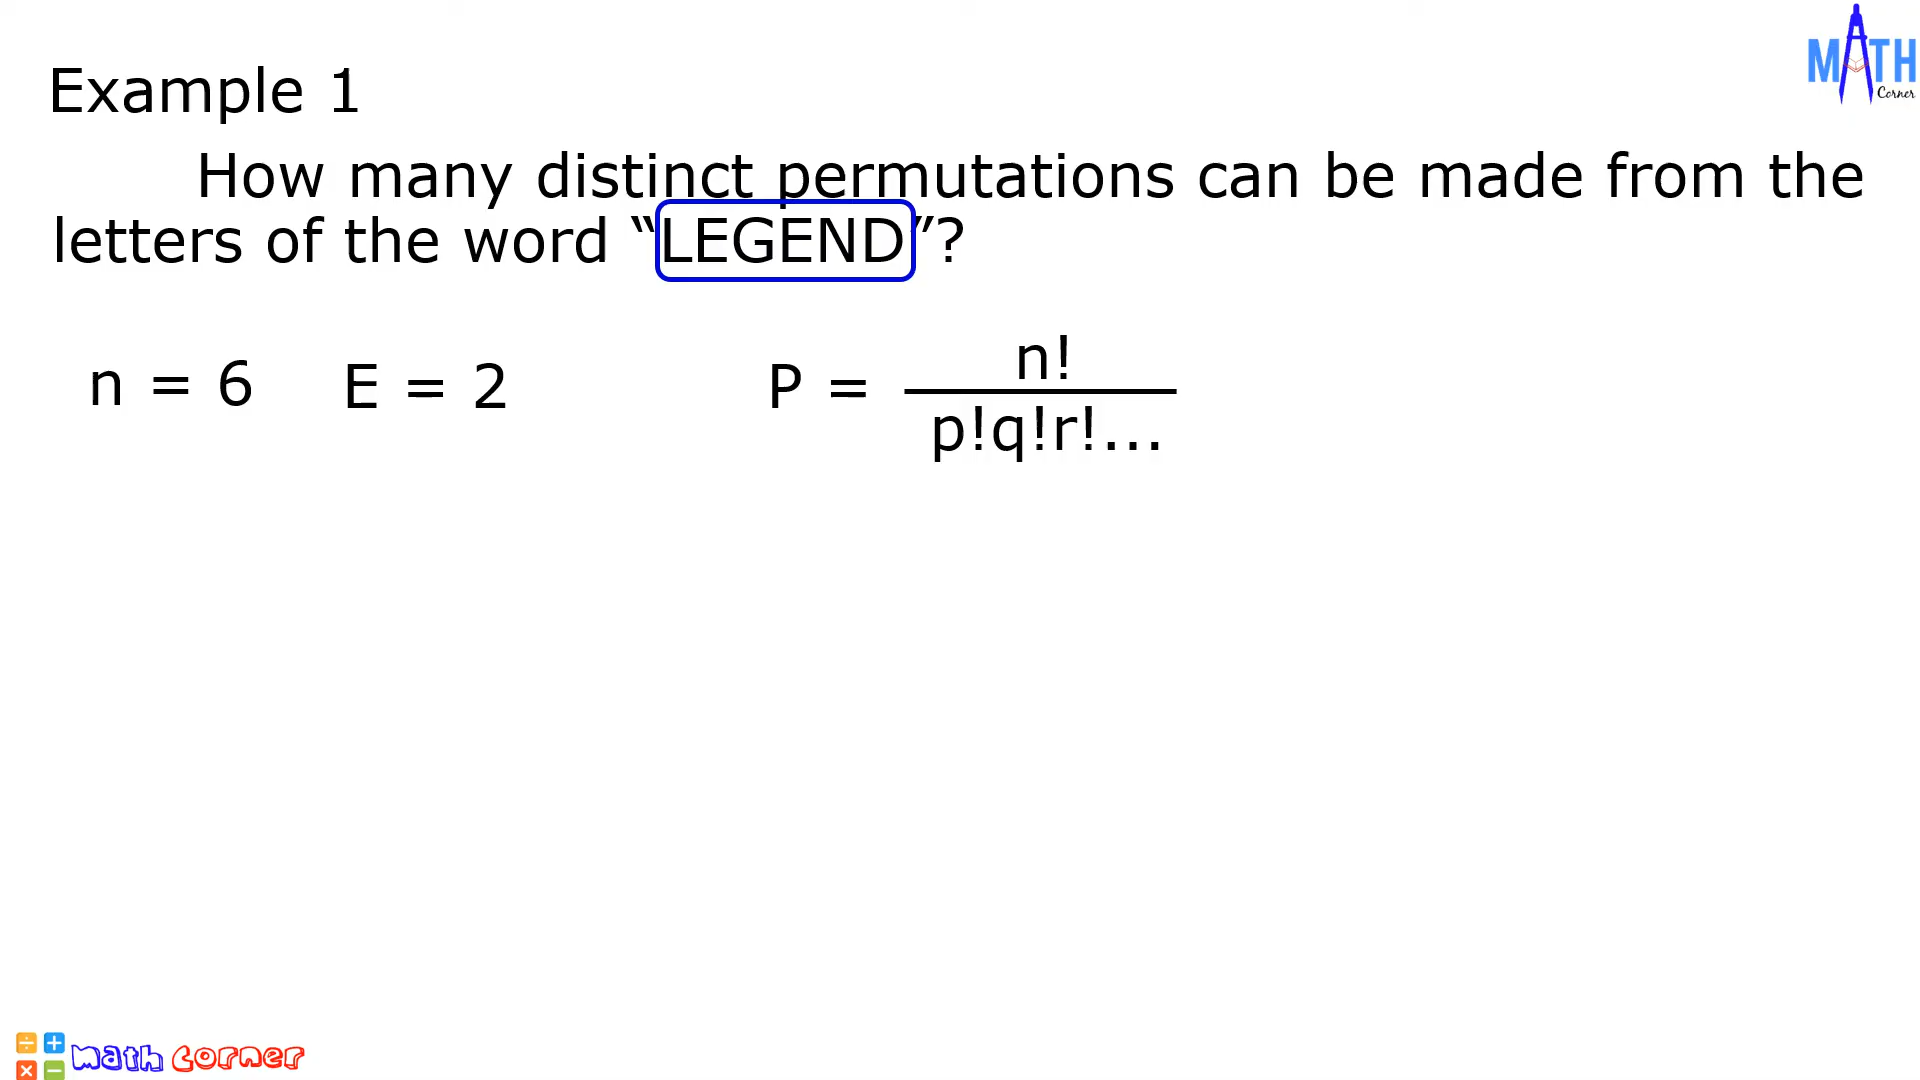 MATH
Corner
Example 1
How many distinct permutations can be made from the
letters of the word “LEGEND”?
n = 6 E = 2 P = n!
p!q!r!...
math corner